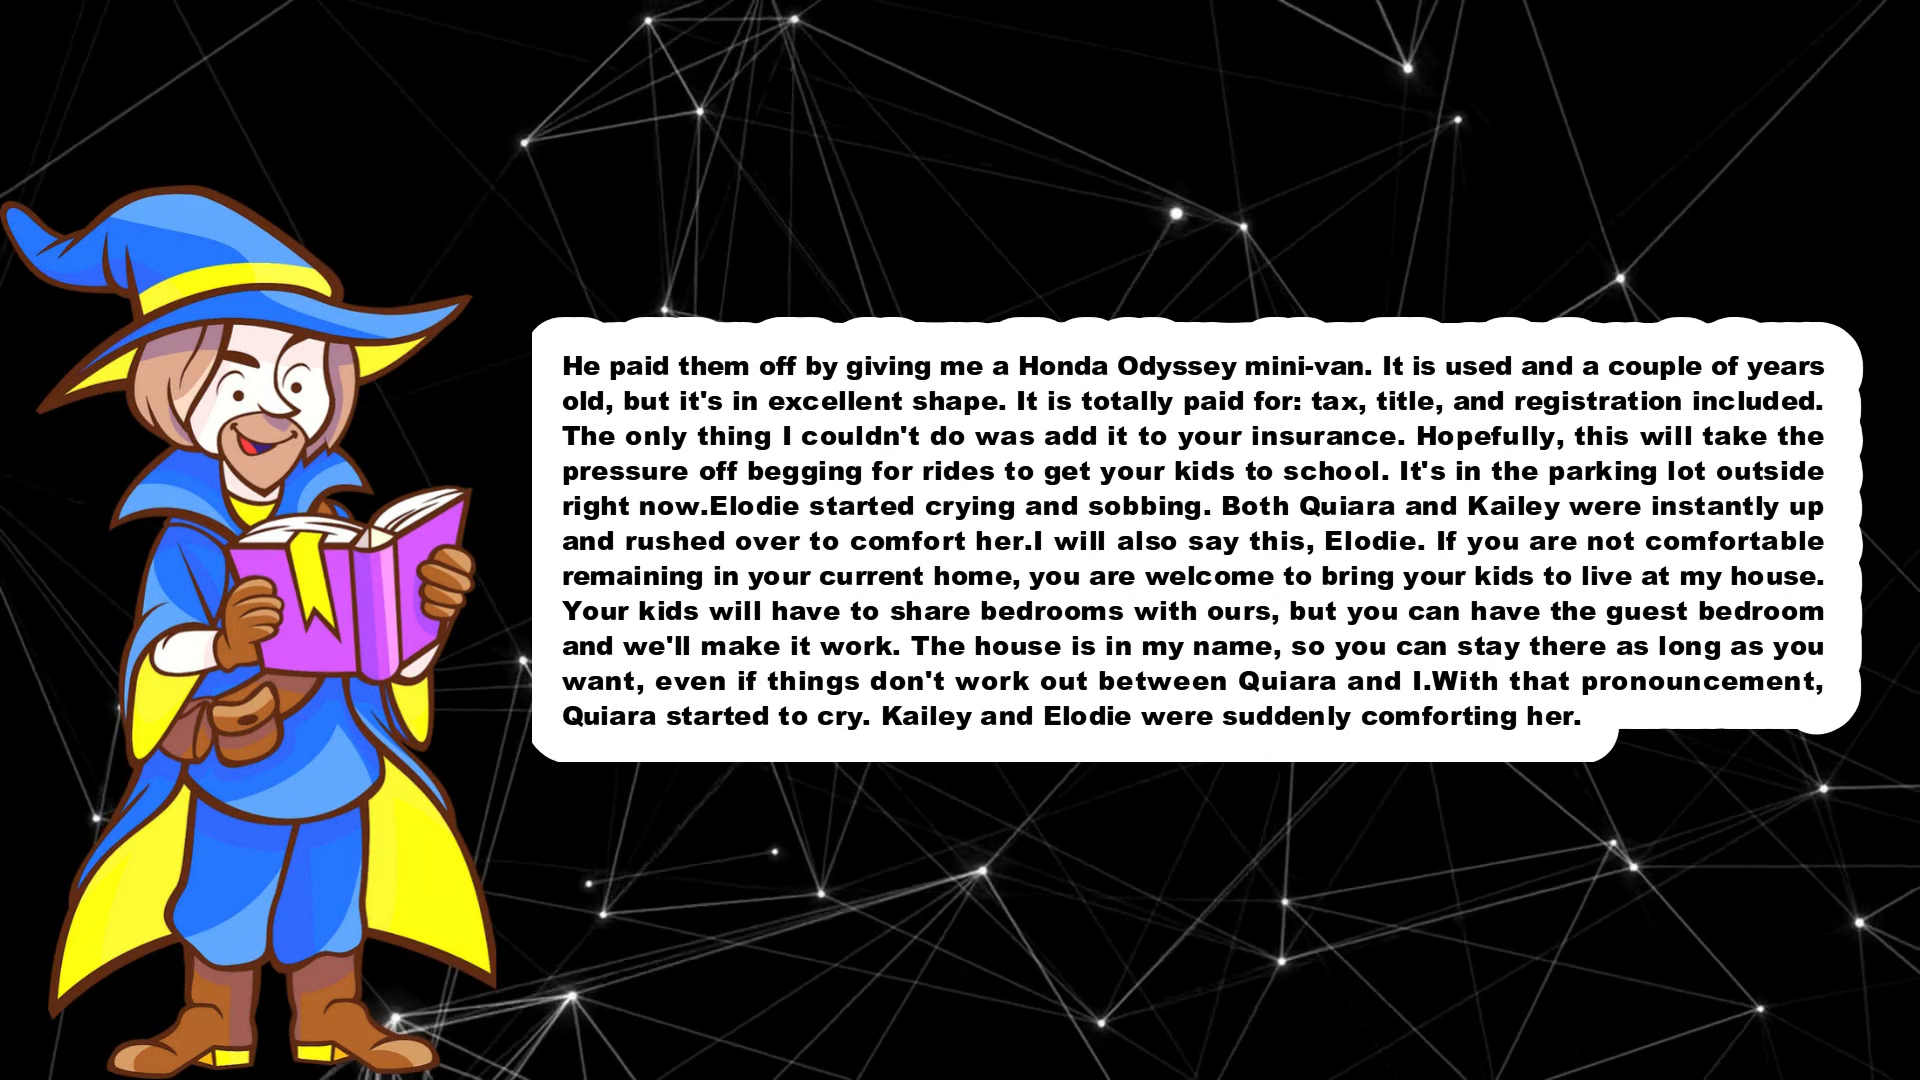 He paid them off by giving me a Honda Odyssey mini-van. It is used and a couple of years
old, but it's in excellent shape. It is totally paid for: tax, title, and registration included.
The only thing I couldn't do was add it to your insurance. Hopefully, this will take the
pressure off begging for rides to get your kids to school. It's in the parking lot outside
right now.Elodie started crying and sobbing. Both Quiara and Kailey were instantly up
and rushed over to comfort her.I will also say this, Elodie. If you are not comfortable
remaining in your current home, you are welcome to bring your kids to live at my house.
Your kids will have to share bedrooms with ours, but you can have the guest bedroom
and we'll make it work. The house is in my name, so you can stay there as long as you
want, even if things don't work out between Quiara and I.With that pronouncement,
Quiara started to cry. Kailey and Elodie were suddenly comforting her.